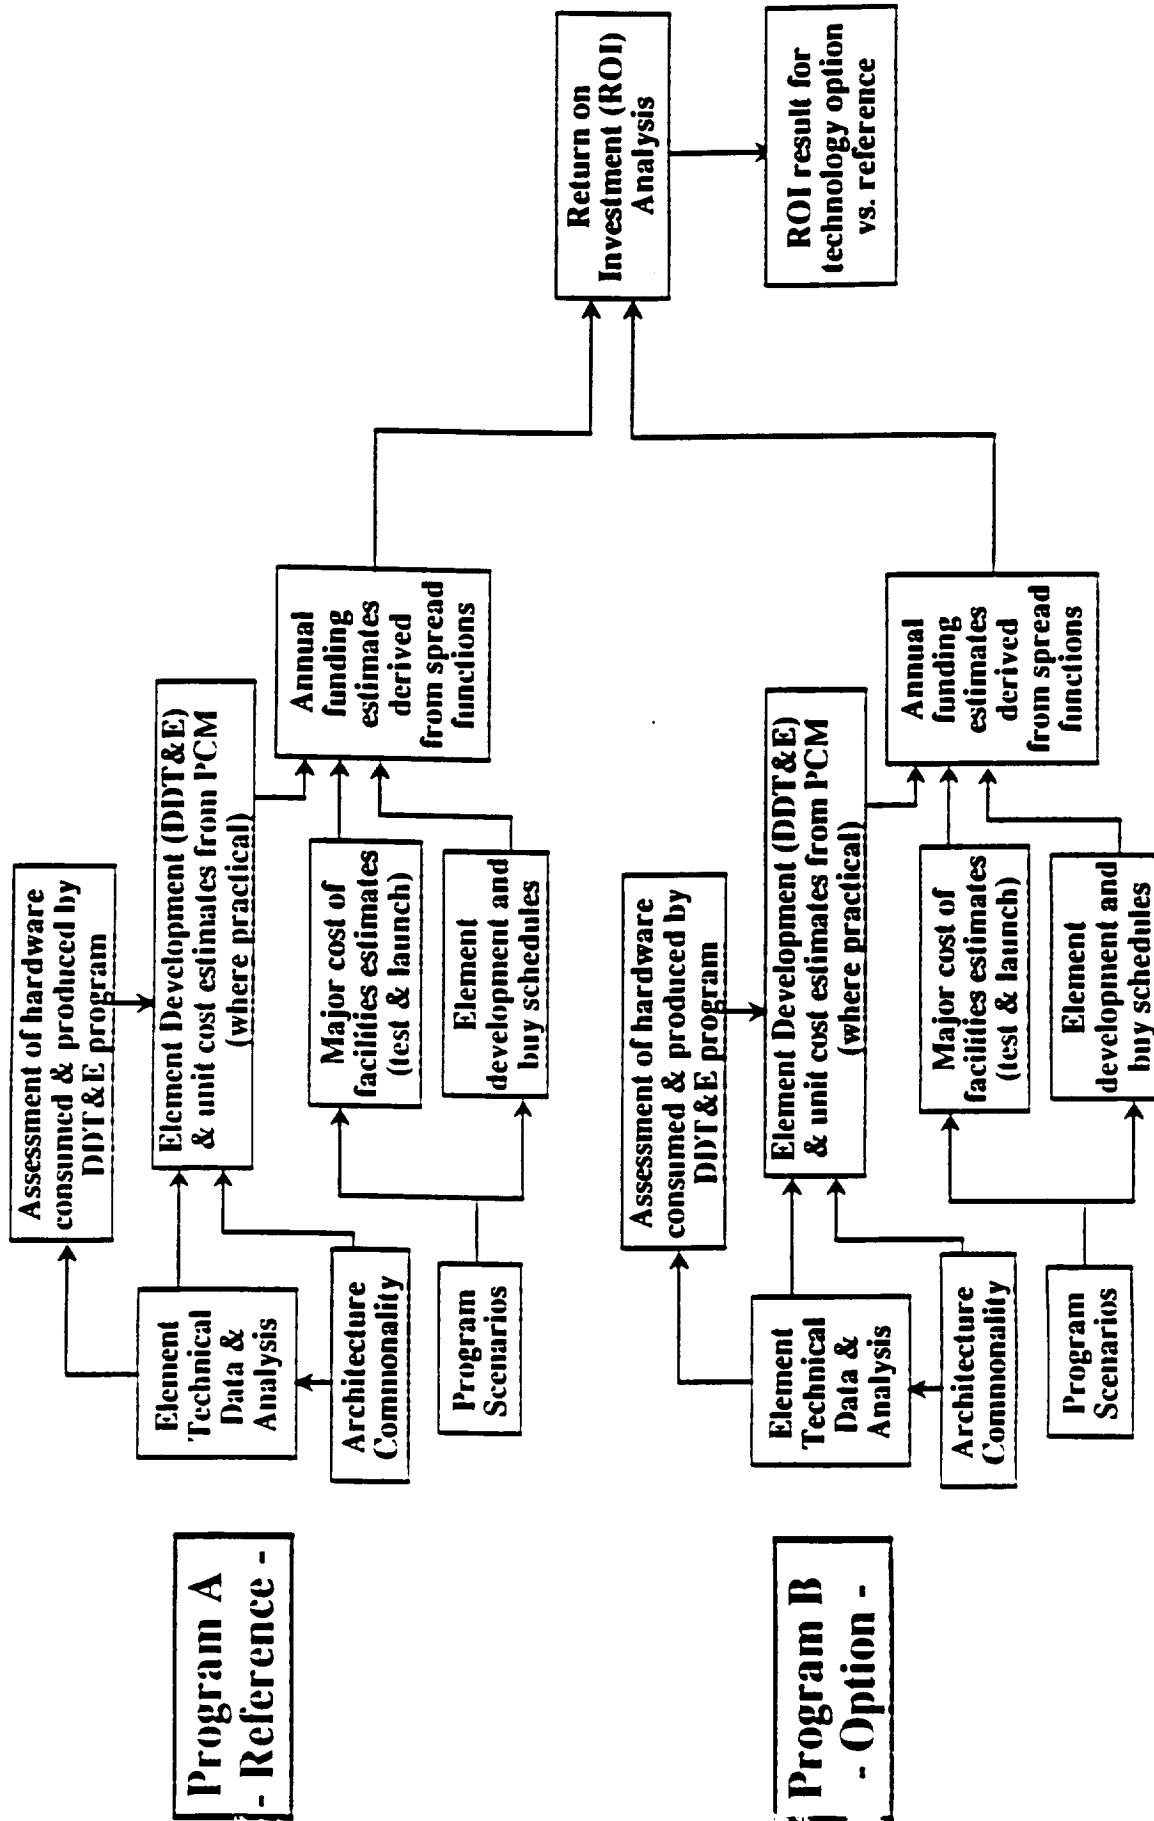 Program A
- Reference -
Assessment of hardware
consumed & produced by
DDT&E program
Element
Technical
Data &
Analysis
Element Development (DDT&E)
& unit cost estimates from PCM
(where practical)
Architecture
Commonality
Major cost of
facilities estimates
(test & launch)
Program
Scenarios
Element
development and
buy schedules
Annual
funding
estimates
derived
from spread
functions
Return on
Investment (ROI)
Analysis
ROI result for
technology option
vs. reference
Program B
- Option -
Assessment of hardware
consumed & produced by
DDT&E program
Element
Technical
Data &
Analysis
Element Development (DDT&E)
& unit cost estimates from PCM
(where practical)
Architecture
Commonality
Major cost of
facilities estimates
(test & launch)
Program
Scenarios
Element
development and
buy schedules
Annual
funding
estimates
derived
from spread
functions